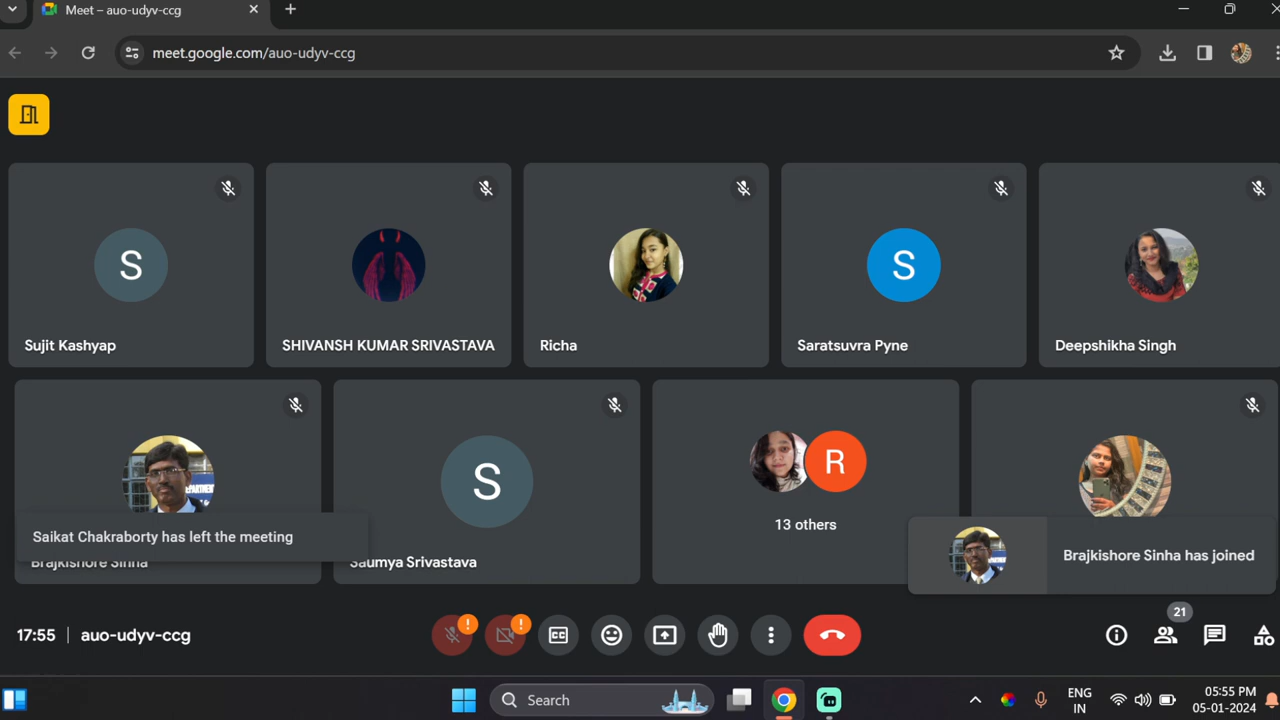 Meet – auo-udyv-ccg
meet.google.com/auo-udyv-ccg
S
S
Sujit Kashyap
SHIVANSH KUMAR SRIVASTAVA
Richa
Saratsuvra Pyne
Deepshikha Singh
S
R
13 others
Saikat Chakraborty has left the meeting
Brajkishore Sinha
Saumya Srivastava
Brajkishore Sinha has joined
21
17:55 | auo-udyv-ccg
! !
CC
Search
ENG
IN
05:55 PM
05-01-2024